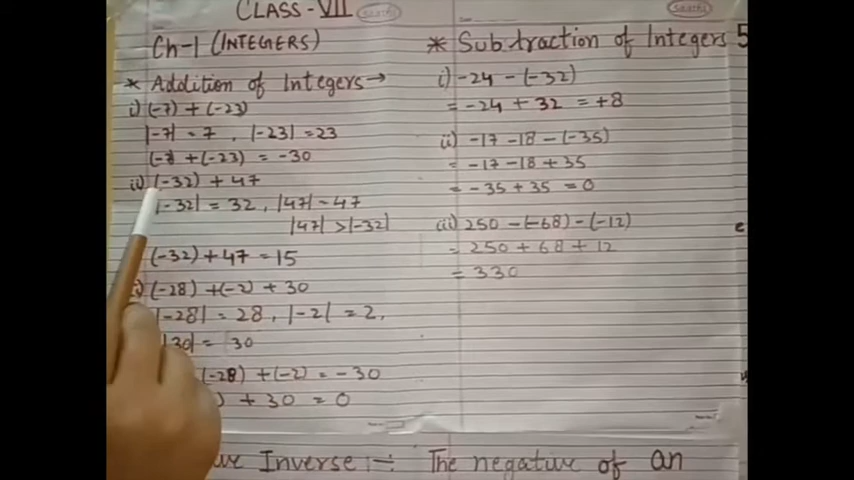 CLASS-VII
Ch-1 (INTEGERS)
* Addition of Integers →
i) (-7) + (-23)
|-7| = 7 , |-23| = 23
(-7) + (-23) = -30
ii) (-32) + 47
|-32| = 32, |47| = 47
|47| > |-32|
(-32) + 47 = 15
(-28) + (-2) + 30
|-28| = 28, |-2| = 2,
|30| = 30
(-28) + (-2) = -30
+ 30 = 0
* Subtraction of Integers
i) -24 - (-32)
= -24 + 32 = +8
(ii) -17 -18 - (-35)
= -17 -18 + 35
= -35 + 35 = 0
(iii) 250 - (-68) - (-12)
= 250 + 68 + 12
= 330
Inverse :- The negative of an